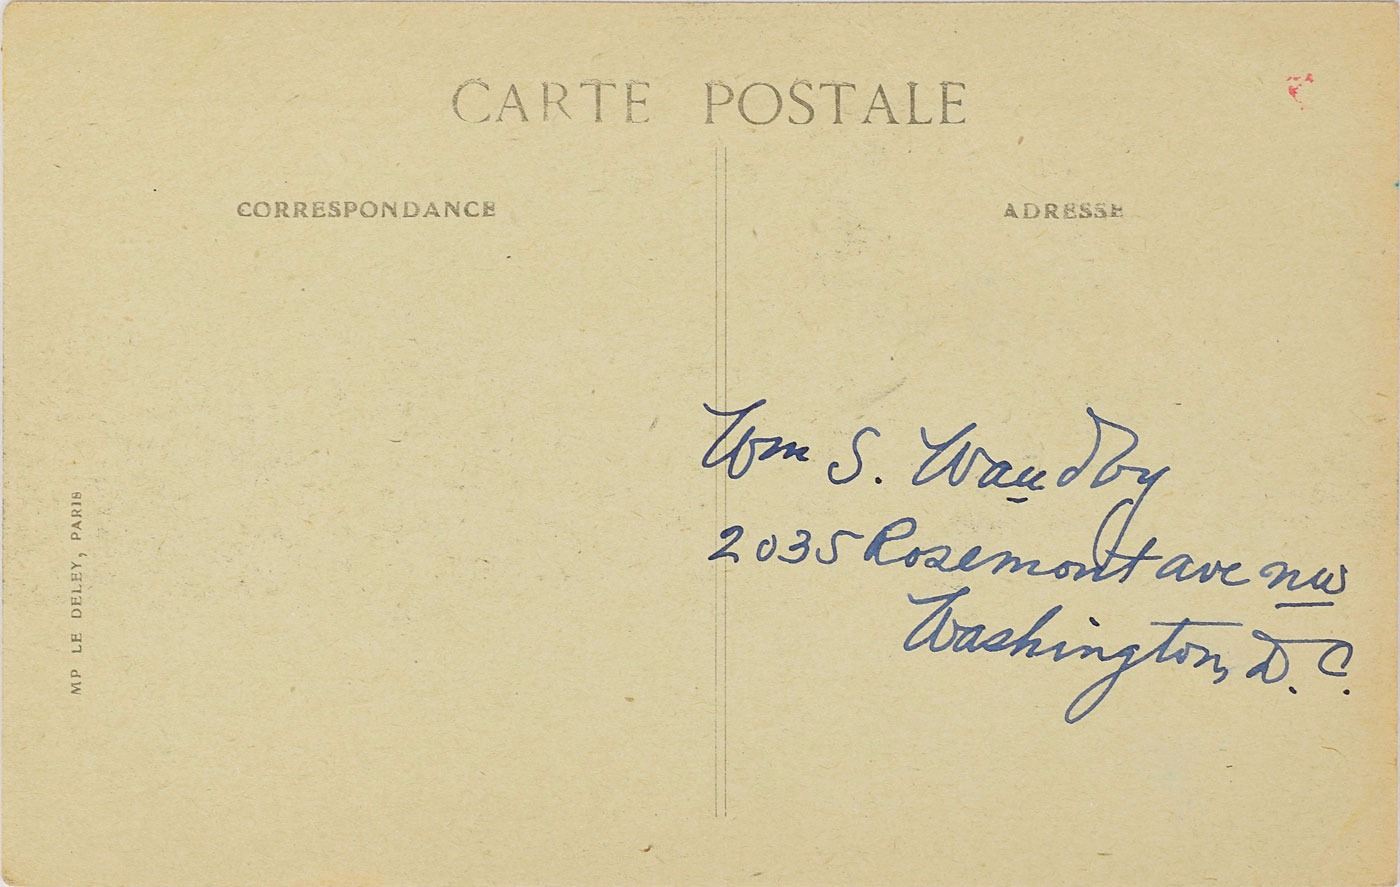 CARTE POSTALE
CORRESPONDANCE
ADRESSE
Wm S. Waudby
2035 Rosemont ave nw
Washington, D.C.
MP LE DELEY, PARIS